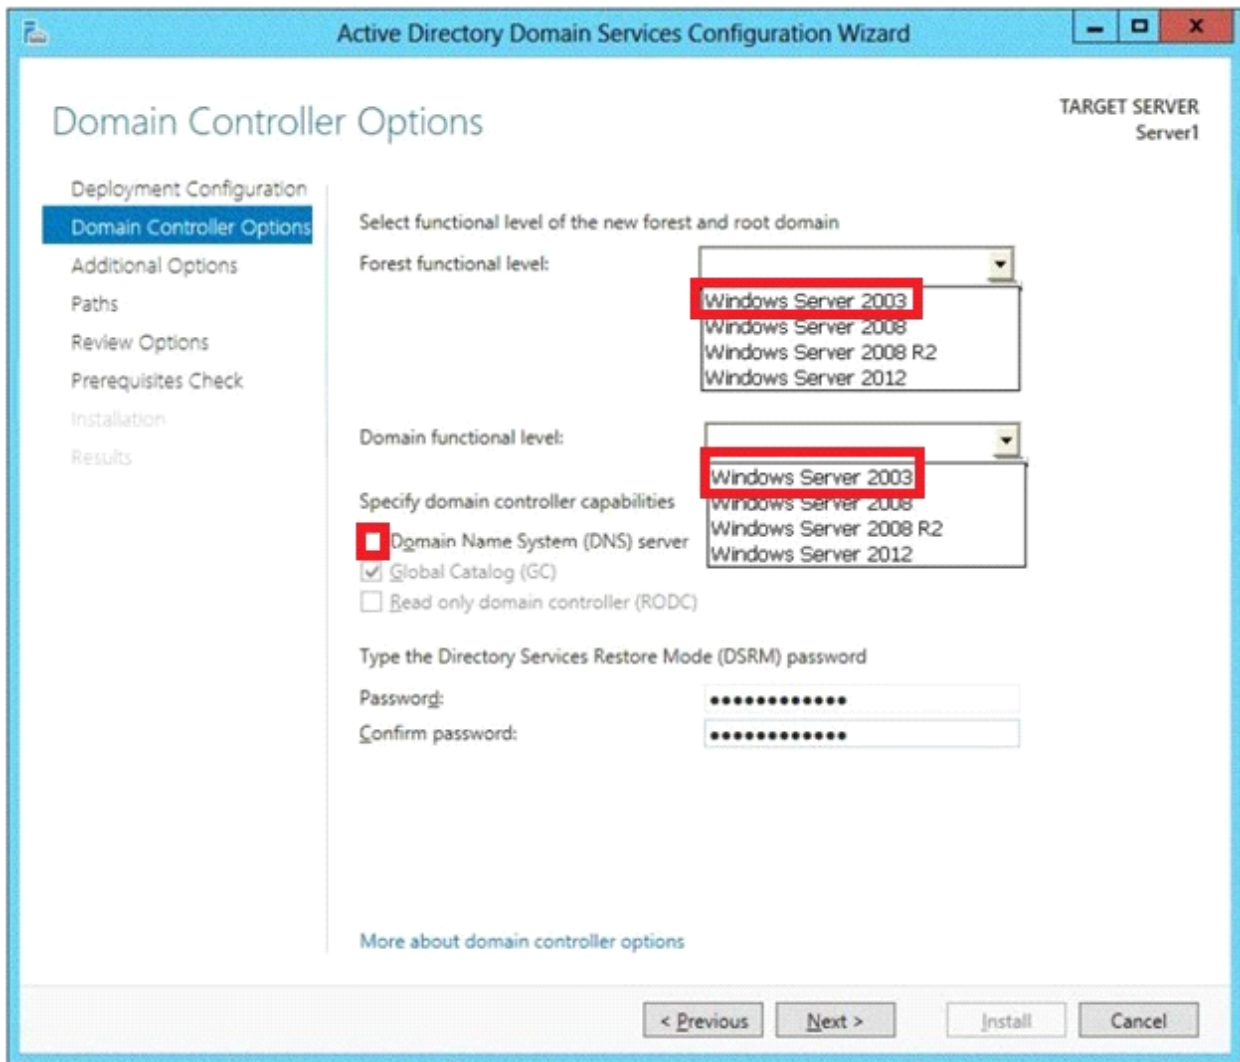 Active Directory Domain Services Configuration Wizard
Domain Controller Options
TARGET SERVER
Server1
Deployment Configuration
Domain Controller Options
Additional Options
Paths
Review Options
Prerequisites Check
Installation
Results
Select functional level of the new forest and root domain
Forest functional level:
Windows Server 2003
Windows Server 2008
Windows Server 2008 R2
Windows Server 2012
Domain functional level:
Windows Server 2003
Windows Server 2008
Windows Server 2008 R2
Windows Server 2012
Specify domain controller capabilities
Domain Name System (DNS) server
Global Catalog (GC)
Read only domain controller (RODC)
Type the Directory Services Restore Mode (DSRM) password
Password:
●●●●●●●●●●●●
Confirm password:
●●●●●●●●●●●●
More about domain controller options
< Previous
Next >
Install
Cancel